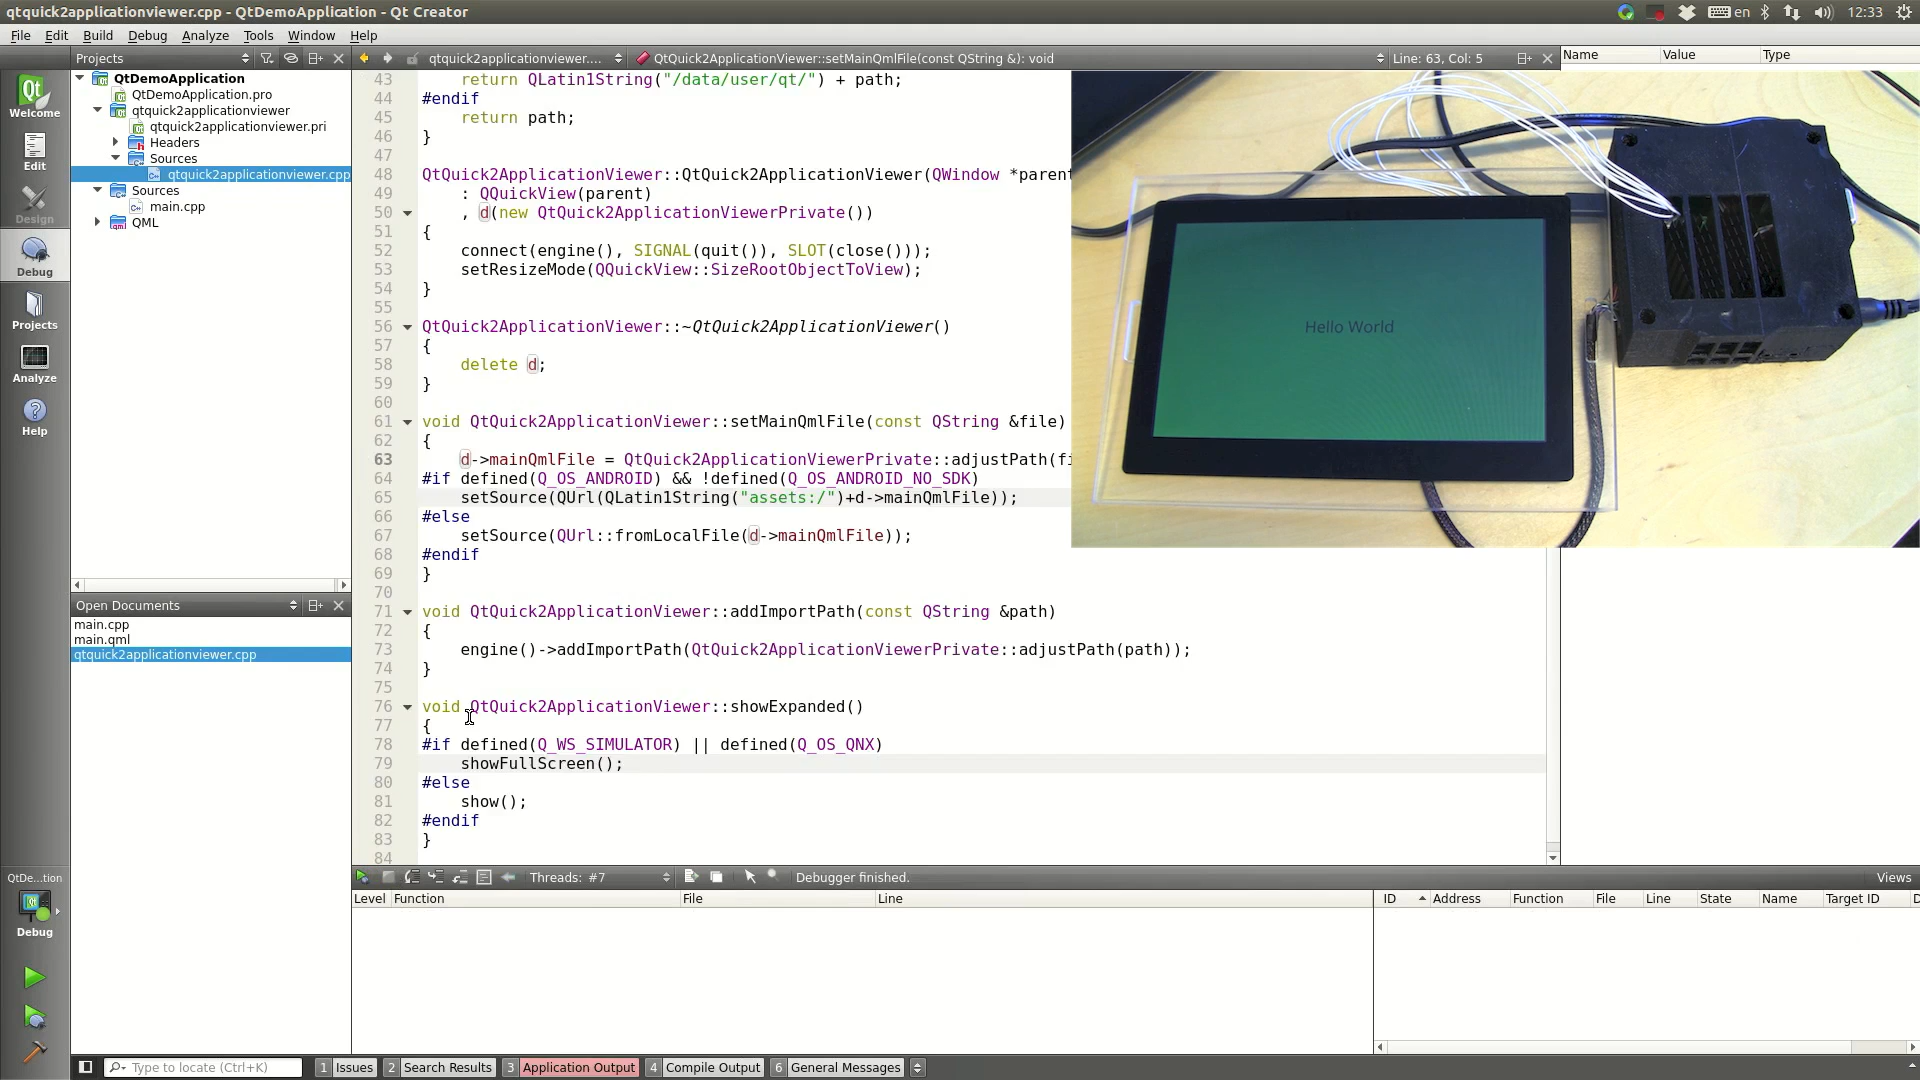 qtquick2applicationviewer.cpp - QtDemoApplication - Qt Creator
en
12:33
File Edit Build Debug Analyze Tools Window Help
Projects
qtquick2applicationviewer....
QtQuick2ApplicationViewer::setMainQmlFile(const QString &): void
Line: 63, Col: 5
Name Value Type
Welcome
Edit
Design
Debug
Projects
Analyze
Help
QtDemoApplication
QtDemoApplication.pro
qtquick2applicationviewer
qtquick2applicationviewer.pri
Headers
Sources
qtquick2applicationviewer.cpp
Sources
main.cpp
QML
Open Documents
main.cpp
main.qml
qtquick2applicationviewer.cpp
43 return QLatin1String("/data/user/qt/") + path;
44 #endif
45 return path;
46 }
47
48 QtQuick2ApplicationViewer::QtQuick2ApplicationViewer(QWindow *parent
49 : QQuickView(parent)
50 , d(new QtQuick2ApplicationViewerPrivate())
51 {
52 connect(engine(), SIGNAL(quit()), SLOT(close()));
53 setResizeMode(QQuickView::SizeRootObjectToView);
54 }
55
56 QtQuick2ApplicationViewer::~QtQuick2ApplicationViewer()
57 {
58 delete d;
59 }
60
61 void QtQuick2ApplicationViewer::setMainQmlFile(const QString &file)
62 {
63 d->mainQmlFile = QtQuick2ApplicationViewerPrivate::adjustPath(fi
64 #if defined(Q_OS_ANDROID) && !defined(Q_OS_ANDROID_NO_SDK)
65 setSource(QUrl(QLatin1String("assets:/")+d->mainQmlFile));
66 #else
67 setSource(QUrl::fromLocalFile(d->mainQmlFile));
68 #endif
69 }
70
71 void QtQuick2ApplicationViewer::addImportPath(const QString &path)
72 {
73 engine()->addImportPath(QtQuick2ApplicationViewerPrivate::adjustPath(path));
74 }
75
76 void QtQuick2ApplicationViewer::showExpanded()
77 {
78 #if defined(Q_WS_SIMULATOR) || defined(Q_OS_QNX)
79 showFullScreen();
80 #else
81 show();
82 #endif
83 }
84
Hello World
QtDe...tion
Debug
Threads: #7
Debugger finished.
Views
Level Function File Line
ID Address Function File Line State Name Target ID D
Type to locate (Ctrl+K)
1 Issues
2 Search Results
3 Application Output
4 Compile Output
6 General Messages